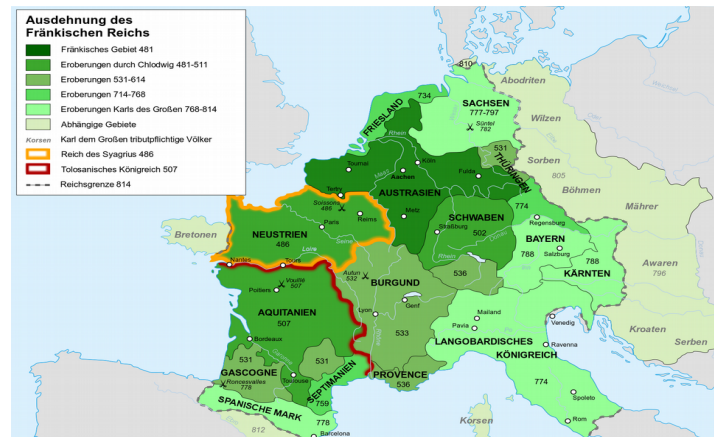 Ausdehnung des
Fränkischen Reichs
Fränkisches Gebiet 481
Eroberungen durch Chlodwig 481-511
Eroberungen 531-614
Eroberungen 714-768
Eroberungen Karls des Großen 768-814
Abhängige Gebiete
Korsen Karl dem Großen tributpflichtige Völker
Reich des Syagrius 486
Tolosanisches Königreich 507
Reichsgrenze 814
810
Abodriten
734
SACHSEN
777-797
FRIESLAND
Wilzen
Süntel
782
Rhein
531
Sorben
805
THÜRINGEN
Tournai
Köln
Aachen
Fulda
Böhmen
Tertry
AUSTRASIEN
Soissons
486
774
Mährer
Reims
Metz
SCHWABEN
502
Regensburg
Bretonen
Paris
NEUSTRIEN
486
Straßburg
BAYERN
Loire
Seine
Rhein
788
Salzburg
Awaren
796
Nantes
Tours
Autun
532
536
788
KÄRNTEN
Vouillé
507
BURGUND
Poitiers
Genf
Lyon
Mailand
Venedig
Kroaten
AQUITANIEN
507
533
Pavia
LANGOBARDISCHES
KÖNIGREICH
Serben
Bordeaux
Ravenna
531
531
GASCOGNE
Toulouse
SEPTIMANIEN
PROVENCE
536
774
Roncesvalles
778
759
Spoleto
SPANISCHE MARK
778
Korsen
Rom
812
Barcelona